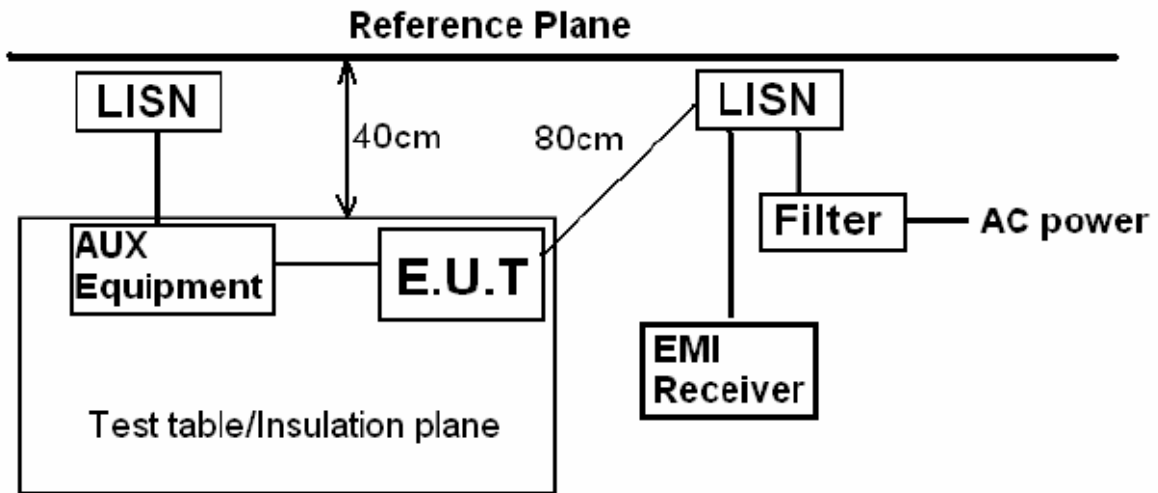 Reference Plane
LISN
40cm
80cm
LISN
Filter
AC power
AUX
Equipment
E.U.T
EMI
Receiver
Test table/Insulation plane